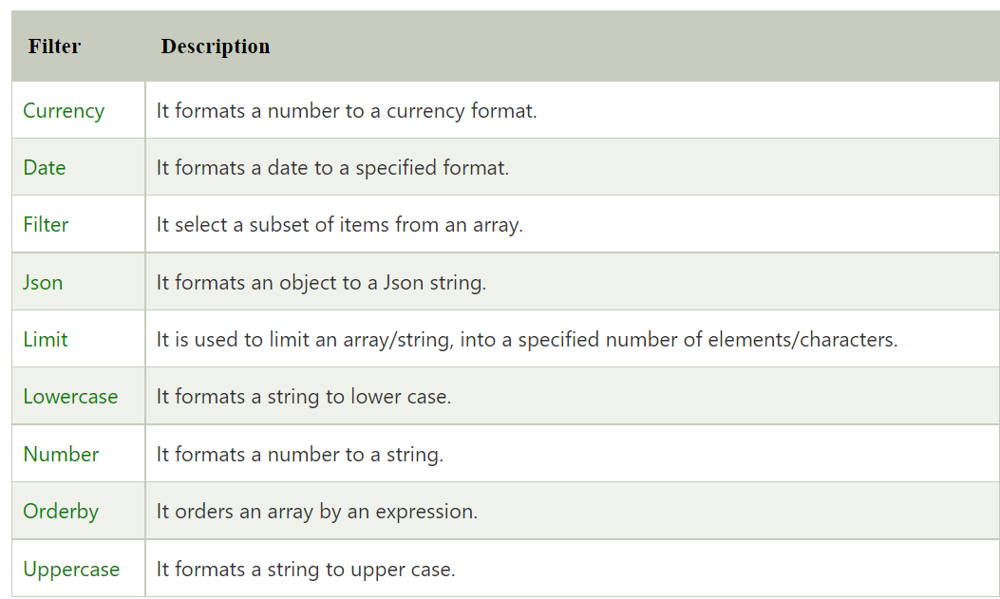 Filter Description
Currency It formats a number to a currency format.
Date It formats a date to a specified format.
Filter It select a subset of items from an array.
Json It formats an object to a Json string.
Limit It is used to limit an array/string, into a specified number of elements/characters.
Lowercase It formats a string to lower case.
Number It formats a number to a string.
Orderby It orders an array by an expression.
Uppercase It formats a string to upper case.